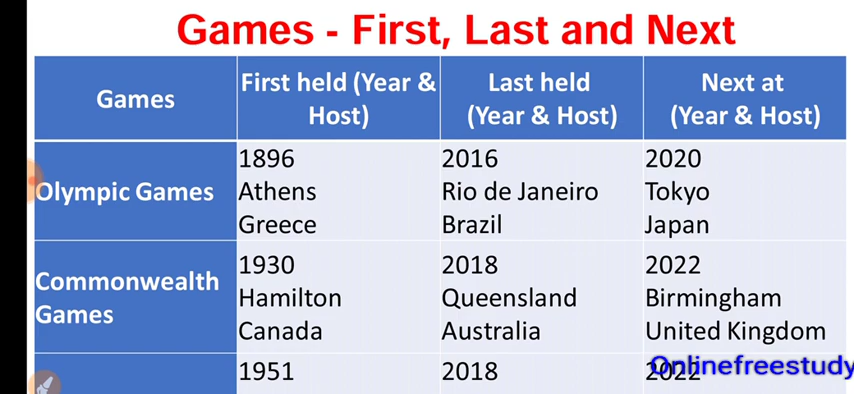 Games - First, Last and Next
Games
First held (Year &
Host)
Last held
(Year & Host)
Next at
(Year & Host)
Olympic Games
1896
Athens
Greece
2016
Rio de Janeiro
Brazil
2020
Tokyo
Japan
Commonwealth
Games
1930
Hamilton
Canada
2018
Queensland
Australia
2022
Birmingham
United Kingdom
1951
2018
2022
Onlinefreestudy